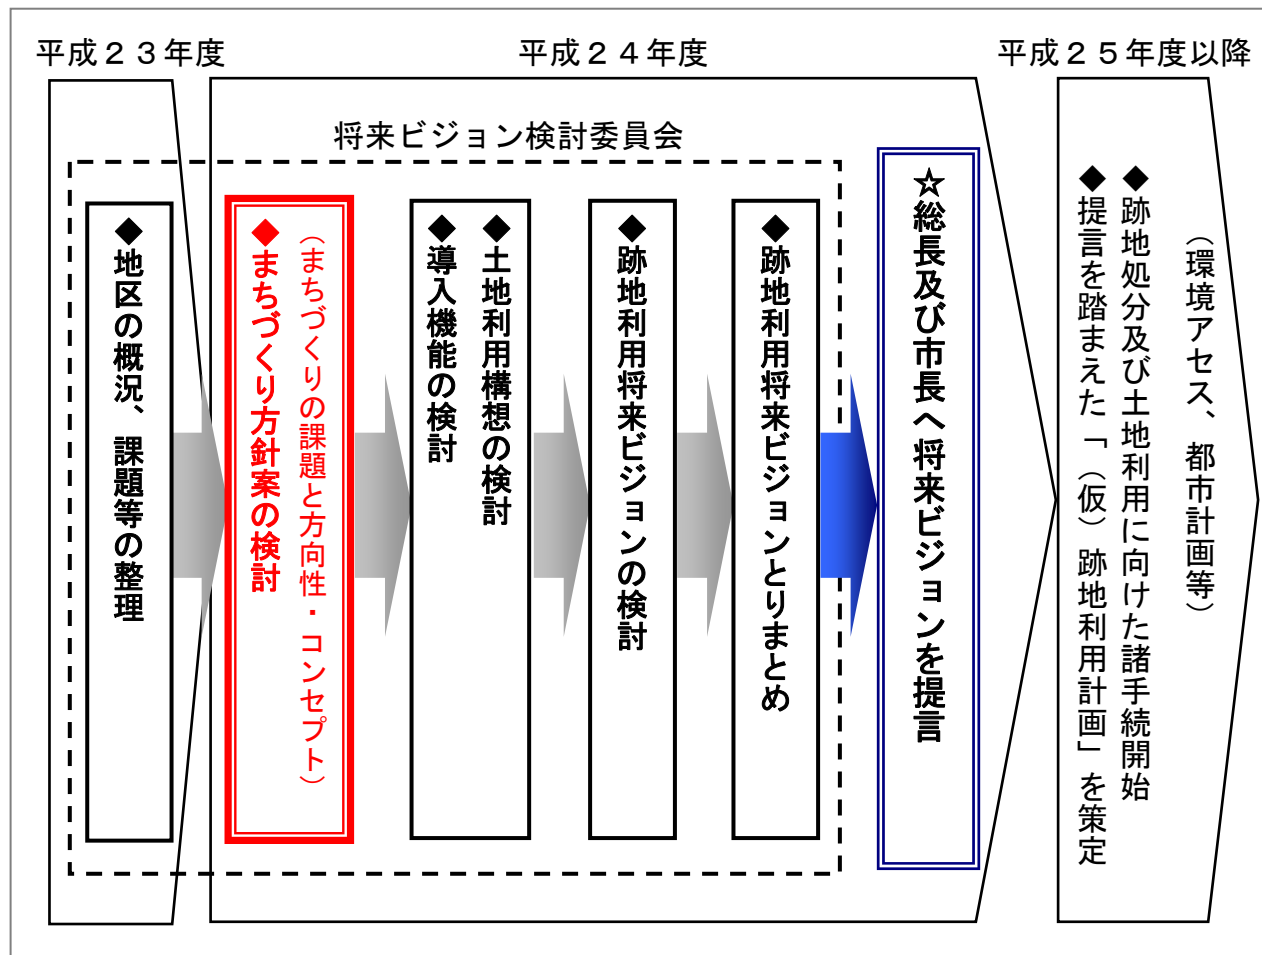 平成２３年度
平成２４年度
平成２５年度以降
将来ビジョン検討委員会
◆地区の概況、課題等の整理
◆まちづくり方針案の検討
（まちづくりの課題と方向性・コンセプト）
◆土地利用構想の検討
◆導入機能の検討
◆跡地利用将来ビジョンの検討
◆跡地利用将来ビジョンとりまとめ
☆総長及び市長へ将来ビジョンを提言
◆提言を踏まえた「（仮）跡地利用計画」を策定
◆跡地処分及び土地利用に向けた諸手続開始
（環境アセス、都市計画等）